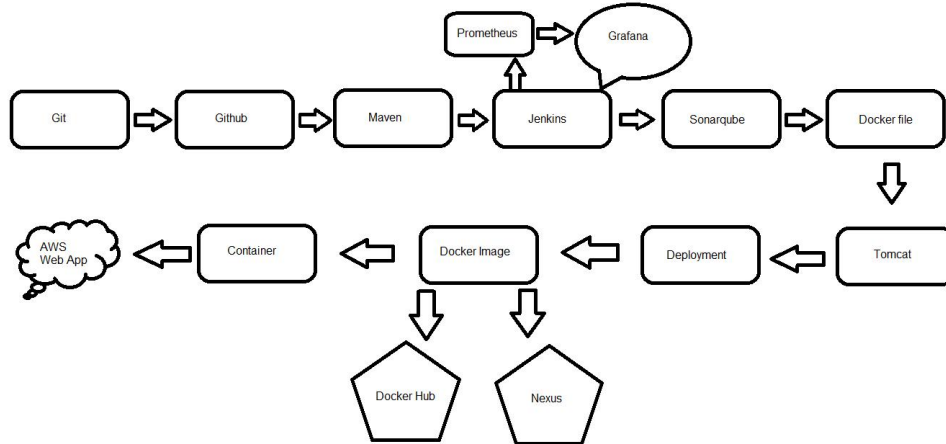 Prometheus
Grafana
Git
Github
Maven
Jenkins
Sonarqube
Docker file
AWS
Web App
Container
Docker Image
Deployment
Tomcat
Docker Hub
Nexus